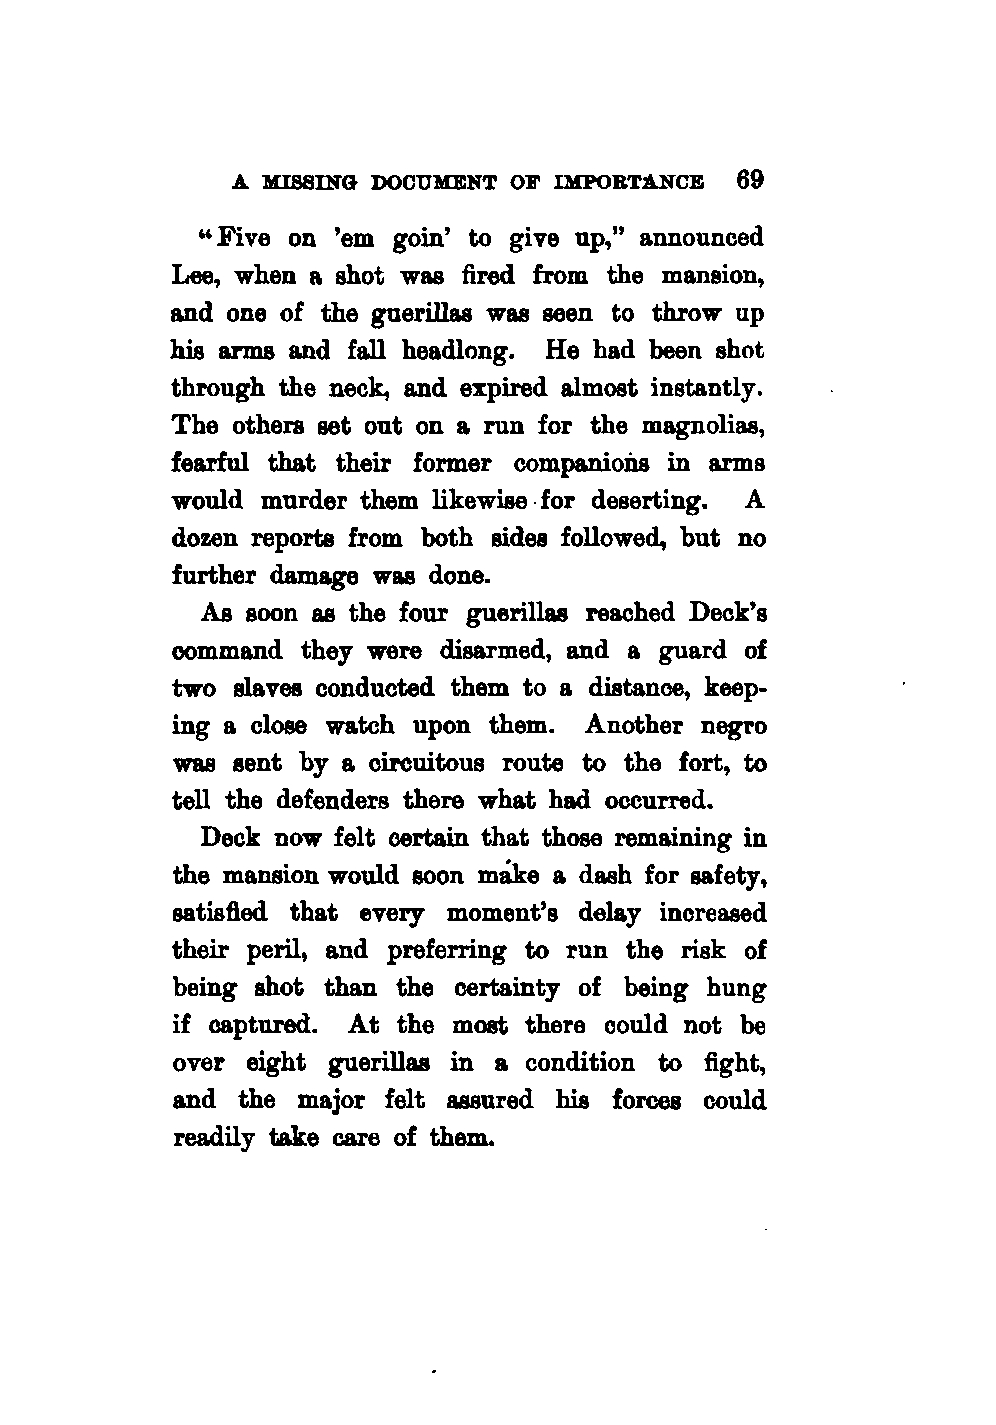 A MISSING DOCUMENT OF IMPORTANCE 69
"Five on 'em goin' to give up," announced
Lee, when a shot was fired from the mansion,
and one of the guerillas was seen to throw up
his arms and fall headlong. He had been shot
through the neck, and expired almost instantly.
The others set out on a run for the magnolias,
fearful that their former companions in arms
would murder them likewise for deserting. A
dozen reports from both sides followed, but no
further damage was done.
As soon as the four guerillas reached Deck's
command they were disarmed, and a guard of
two slaves conducted them to a distance, keep-
ing a close watch upon them. Another negro
was sent by a circuitous route to the fort, to
tell the defenders there what had occurred.
Deck now felt certain that those remaining in
the mansion would soon make a dash for safety,
satisfied that every moment's delay increased
their peril, and preferring to run the risk of
being shot than the certainty of being hung
if captured. At the most there could not be
over eight guerillas in a condition to fight,
and the major felt assured his forces could
readily take care of them.